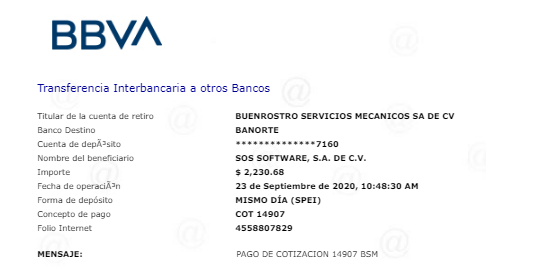 BBVA
Transferencia Interbancaria a otros Bancos
Titular de la cuenta de retiro BUENROSTRO SERVICIOS MECANICOS SA DE CV
Banco Destino BANORTE
Cuenta de depÃ³sito **************7160
Nombre del beneficiario SOS SOFTWARE, S.A. DE C.V.
Importe $ 2,230.68
Fecha de operaciÃ³n 23 de Septiembre de 2020, 10:48:30 AM
Forma de depósito MISMO DÍA (SPEI)
Concepto de pago COT 14907
Folio Internet 4558807829
MENSAJE: PAGO DE COTIZACION 14907 BSM